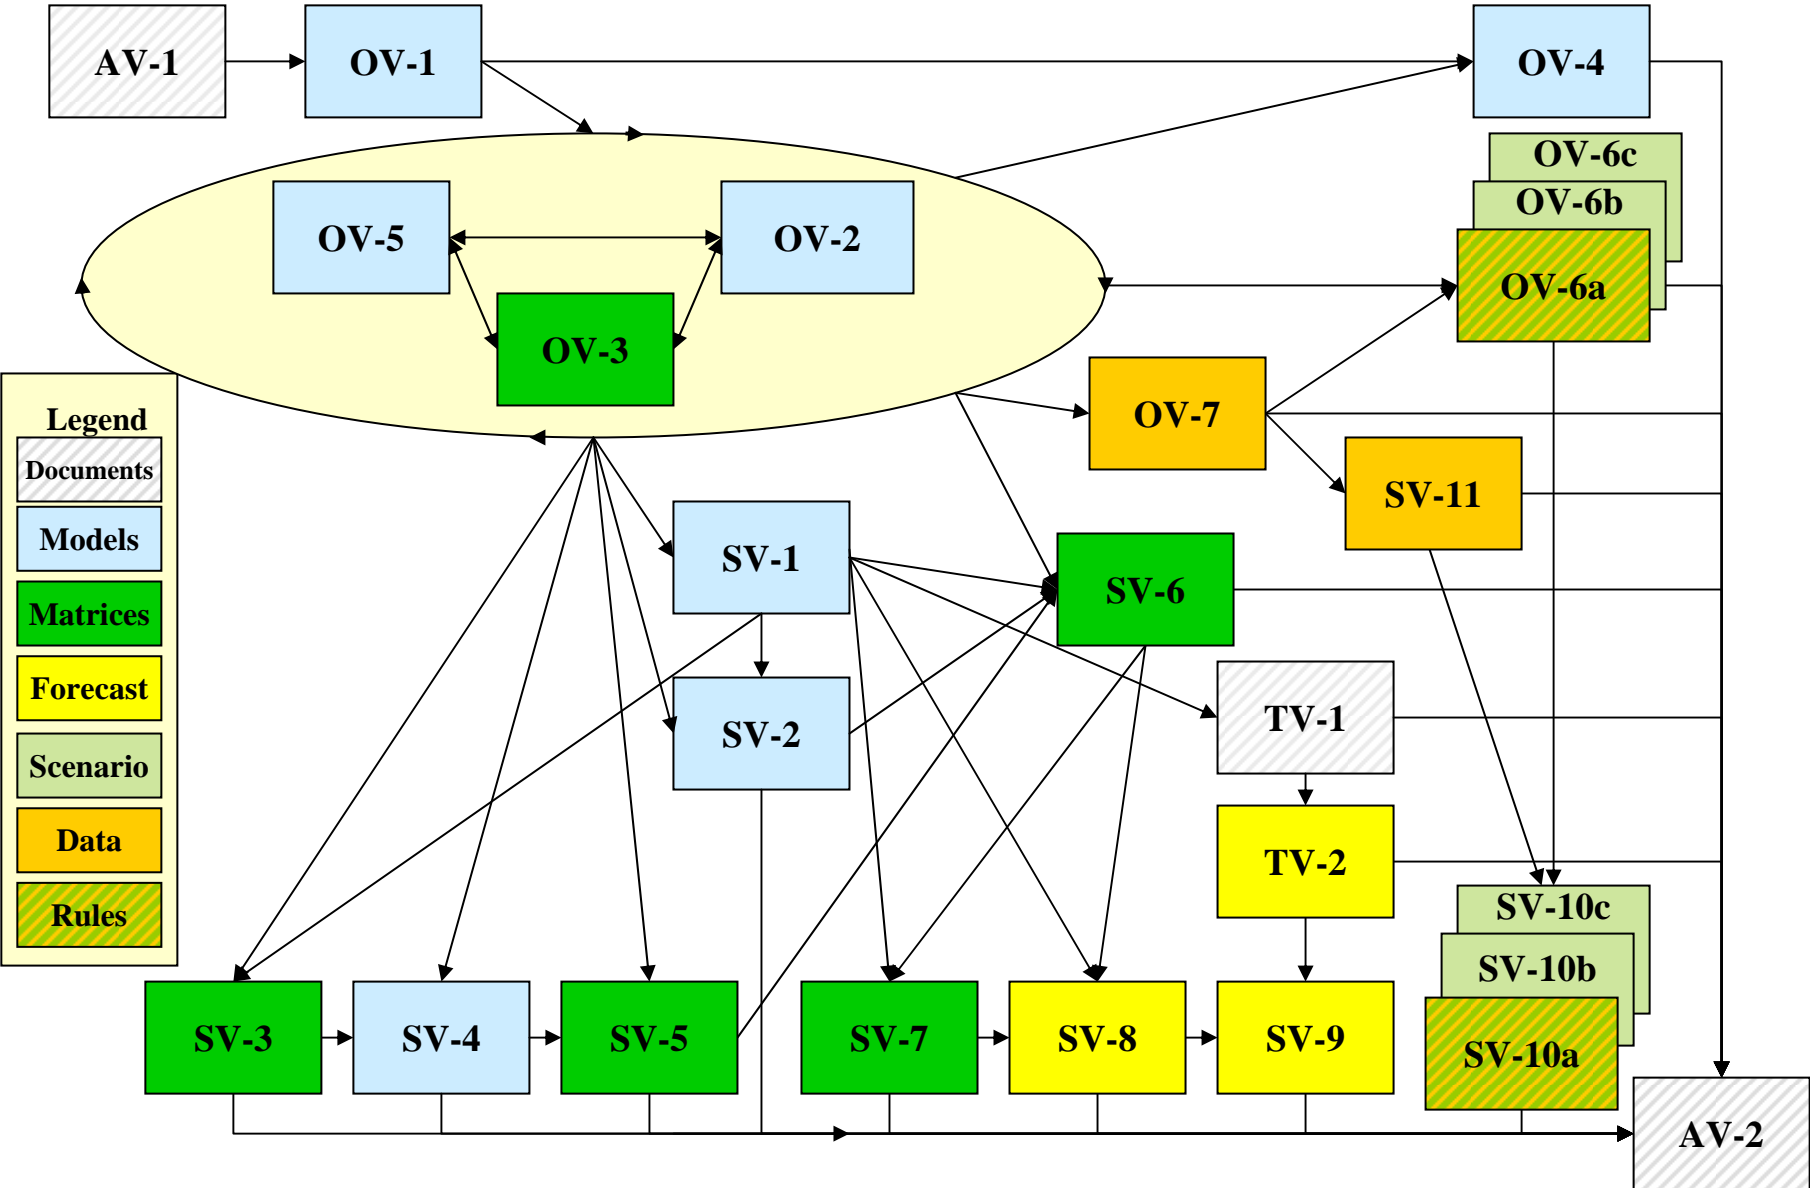 AV-1
OV-1
OV-4
OV-6c
OV-6b
OV-6a
OV-5
OV-2
OV-3
OV-7
SV-11
Legend
Documents
Models
Matrices
Forecast
Scenario
Data
Rules
SV-1
SV-6
SV-2
TV-1
TV-2
SV-10c
SV-10b
SV-10a
SV-3
SV-4
SV-5
SV-7
SV-8
SV-9
AV-2